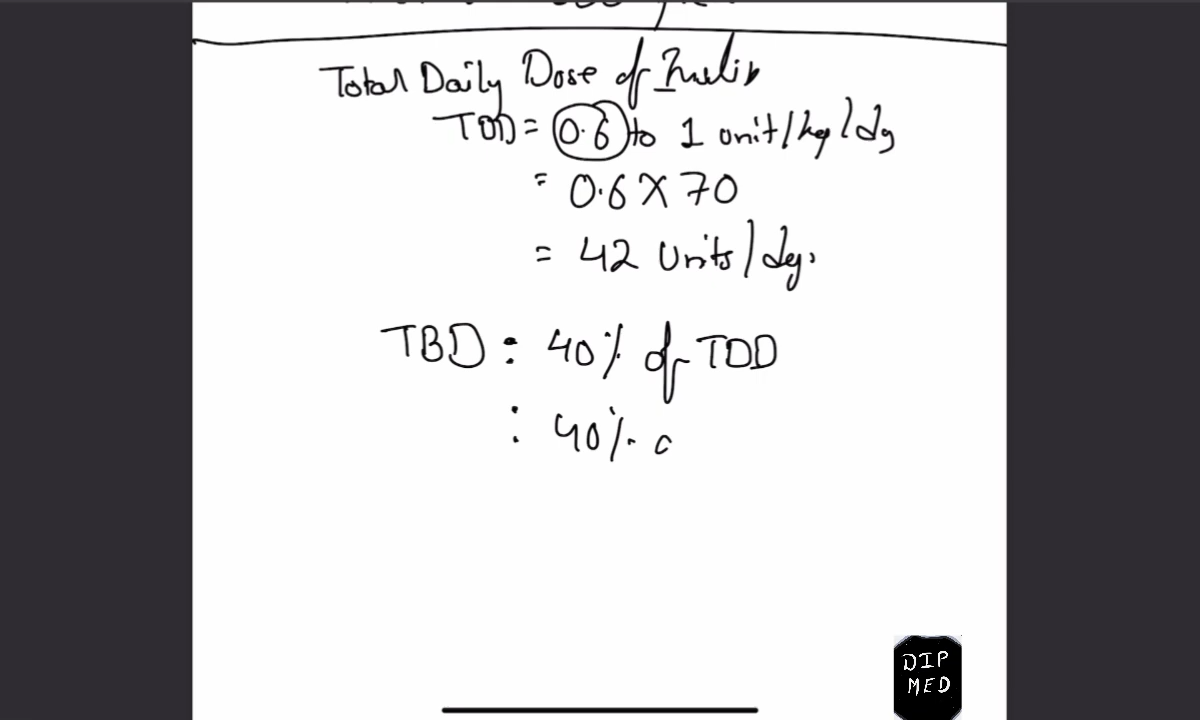 Total Daily Dose of Insulin
TDD = 0.6 to 1 unit/kg/day
= 0.6 X 70
= 42 Units/day.
TBD : 40% of TDD
: 40% o
DIP
MED